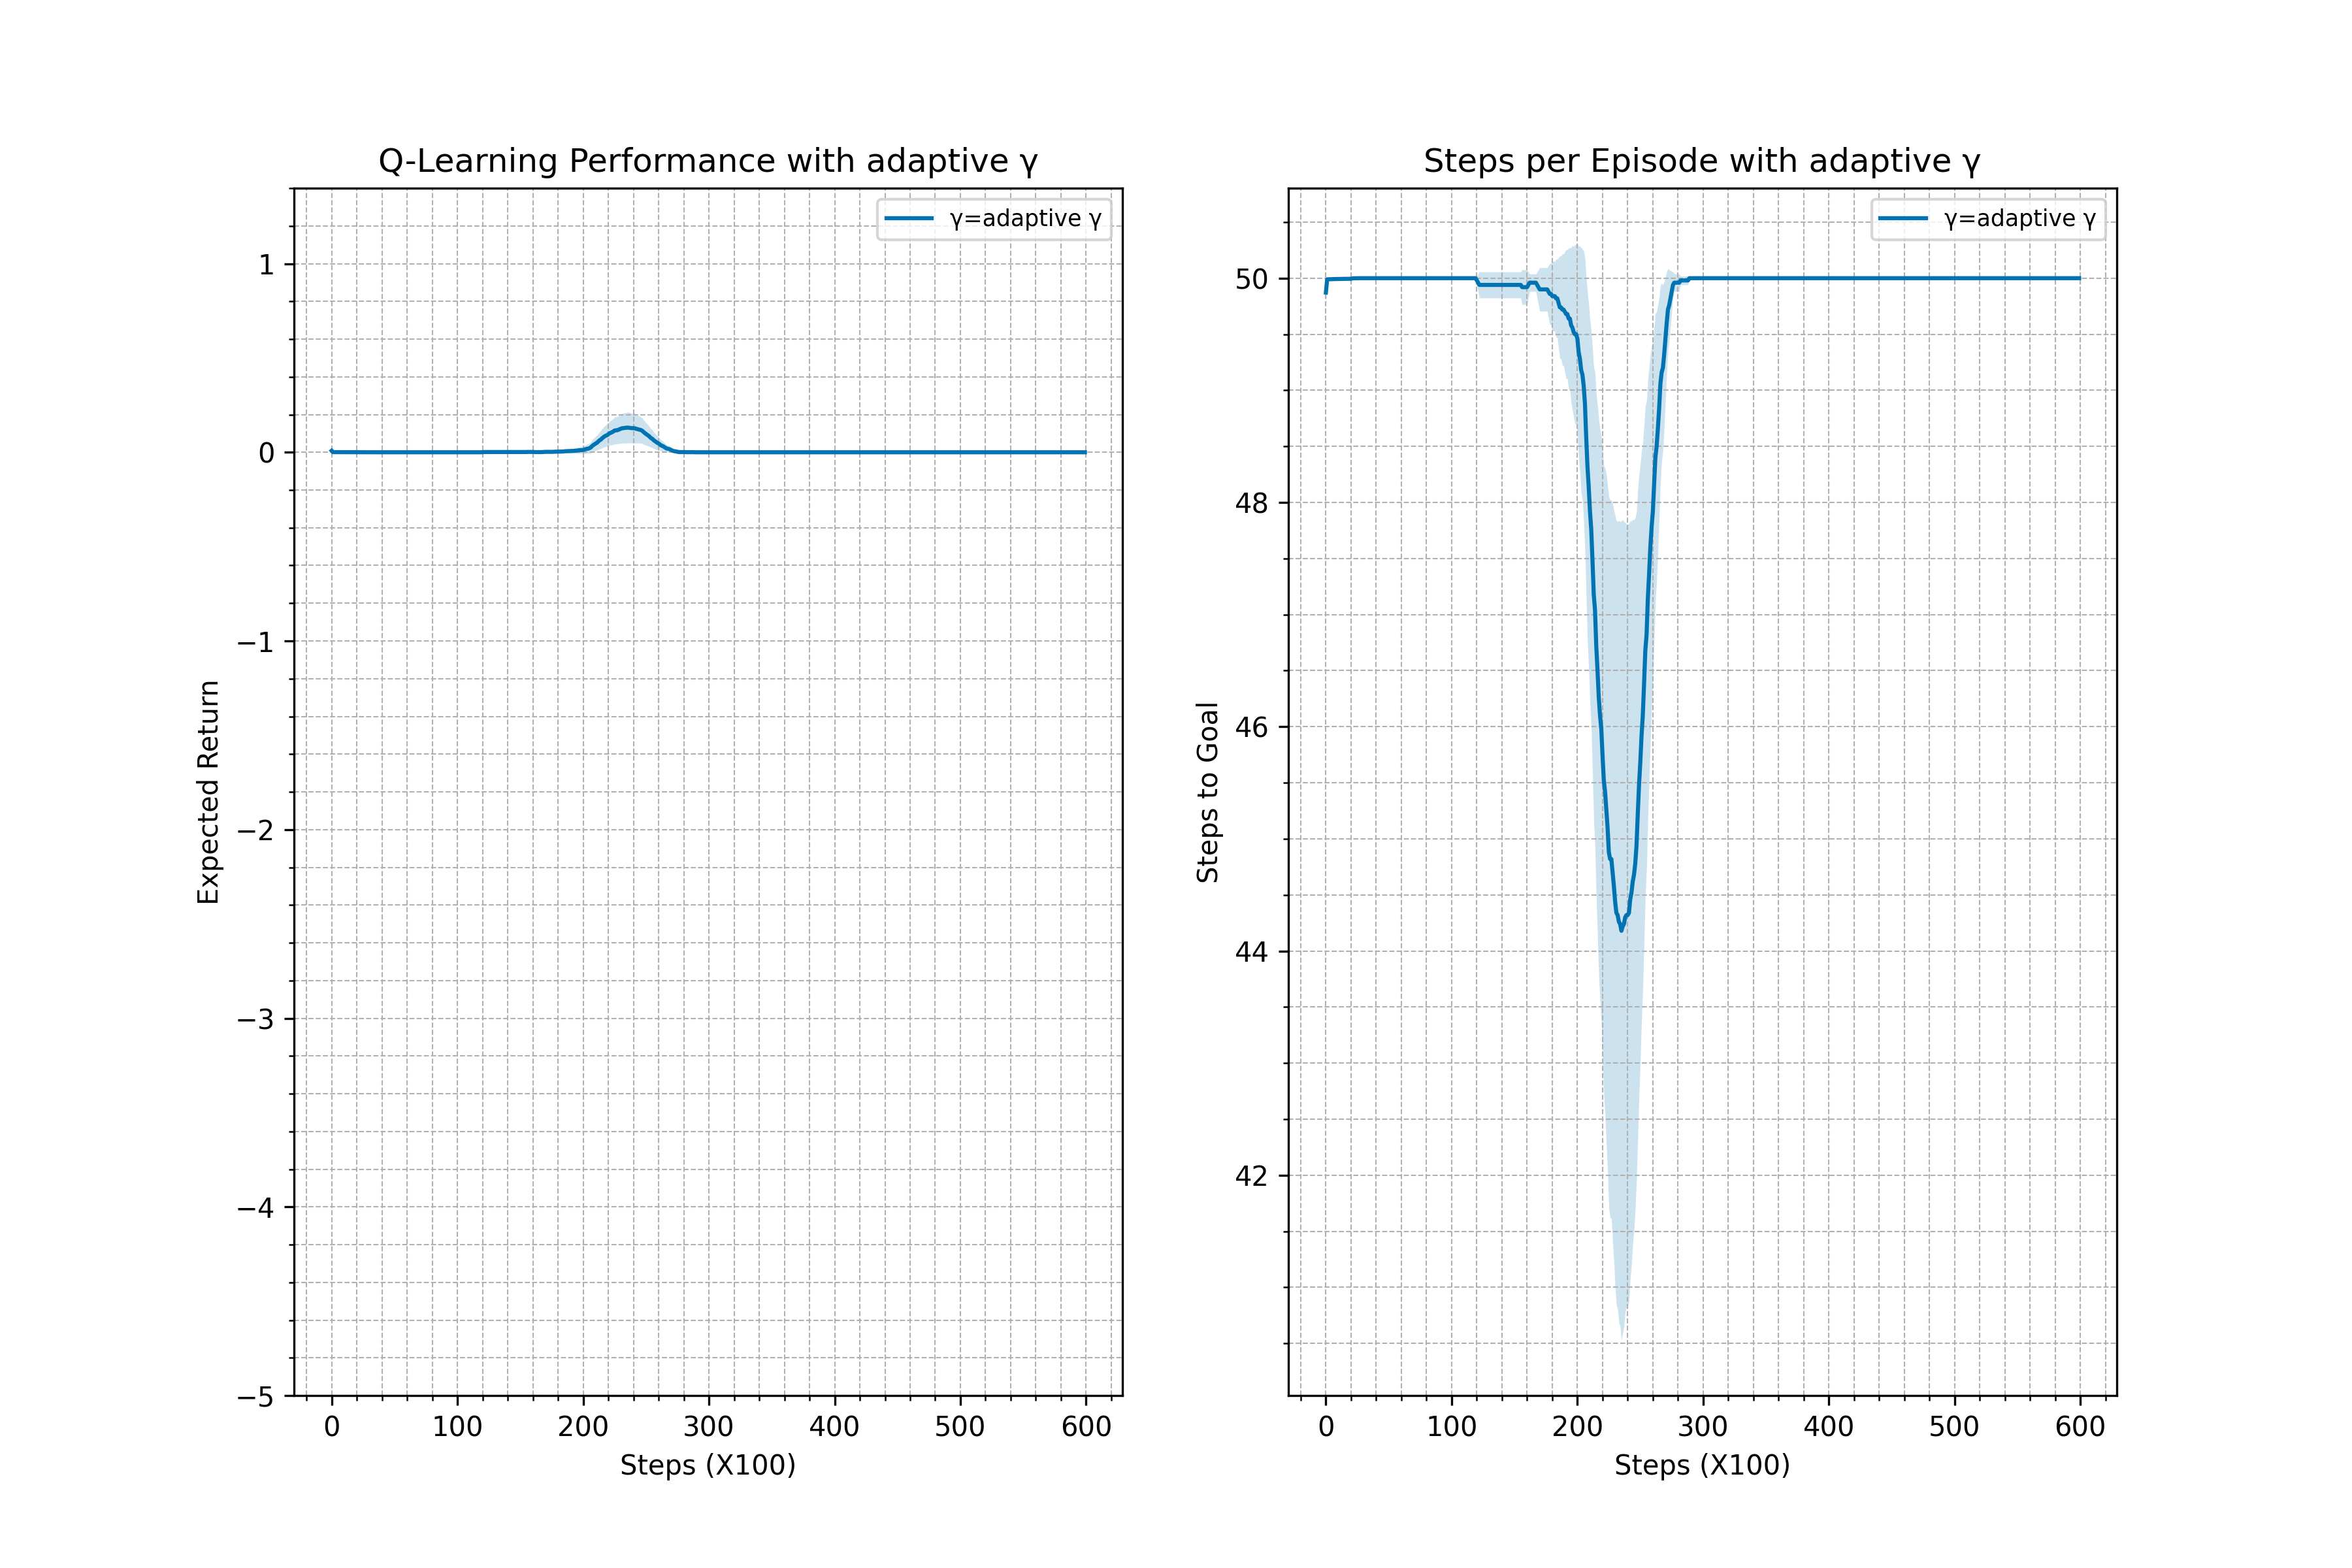 Q-Learning Performance with adaptive γ
γ=adaptive γ
1
0
−1
−2
−3
−4
−5
Expected Return
0 100 200 300 400 500 600
Steps (X100)
Steps per Episode with adaptive γ
γ=adaptive γ
50
48
46
44
42
Steps to Goal
0 100 200 300 400 500 600
Steps (X100)